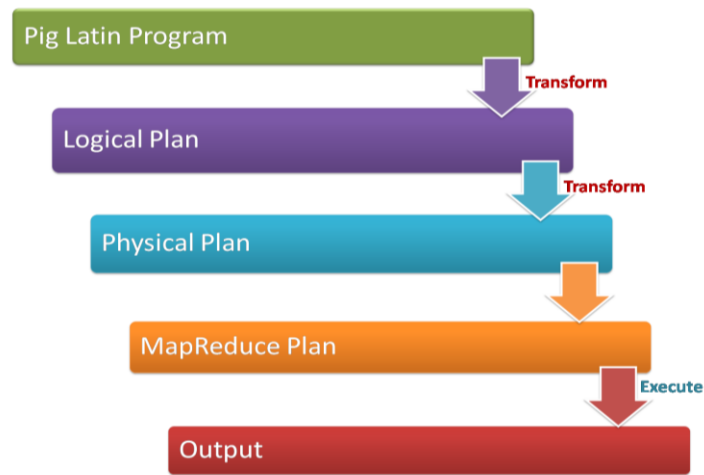 Pig Latin Program
Transform
Logical Plan
Transform
Physical Plan
MapReduce Plan
Execute
Output